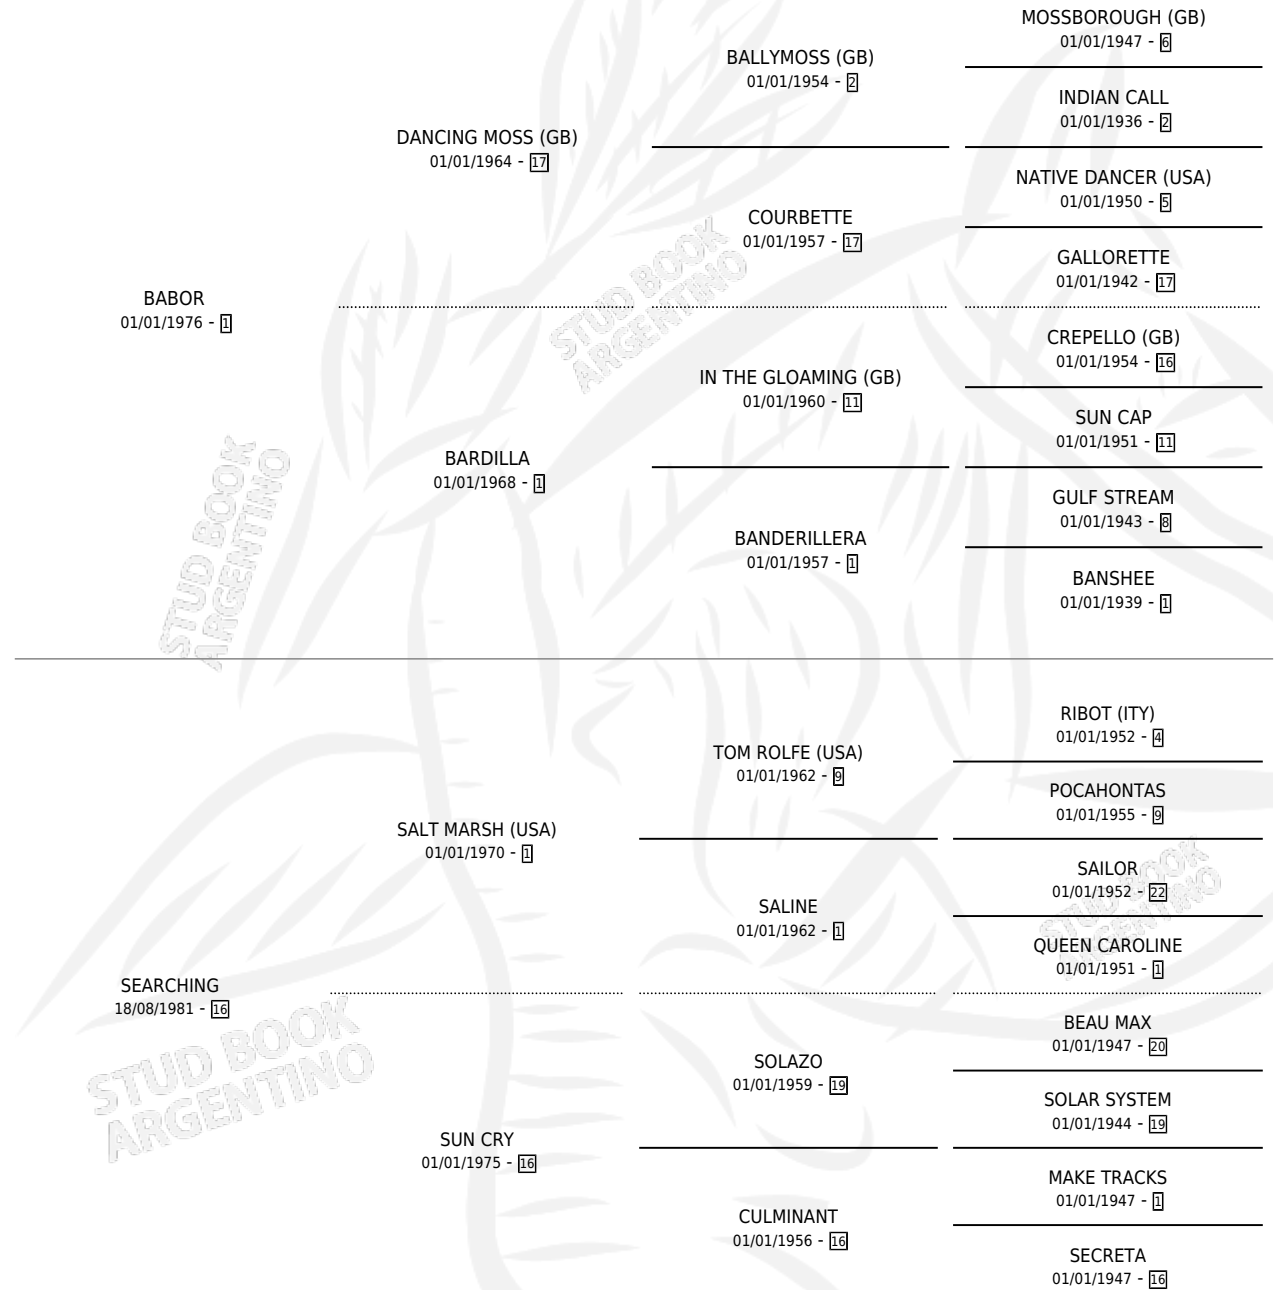 MOSSBOROUGH (GB)
01/01/1947 - 6
BALLYMOSS (GB)
01/01/1954 - 2
INDIAN CALL
01/01/1936 - 2
DANCING MOSS (GB)
01/01/1964 - 17
NATIVE DANCER (USA)
01/01/1950 - 5
COURBETTE
01/01/1957 - 17
GALLORETTE
01/01/1942 - 17
BABOR
01/01/1976 - 1
CREPELLO (GB)
01/01/1954 - 16
IN THE GLOAMING (GB)
01/01/1960 - 11
SUN CAP
01/01/1951 - 11
BARDILLA
01/01/1968 - 1
GULF STREAM
01/01/1943 - 8
BANDERILLERA
01/01/1957 - 1
BANSHEE
01/01/1939 - 1
STUD BOOK
ARGENTINO
STUD BOOK
ARGENTINO
RIBOT (ITY)
01/01/1952 - 4
TOM ROLFE (USA)
01/01/1962 - 9
POCAHONTAS
01/01/1955 - 9
SALT MARSH (USA)
01/01/1970 - 1
SAILOR
01/01/1952 - 22
SALINE
01/01/1962 - 1
QUEEN CAROLINE
01/01/1951 - 1
SEARCHING
18/08/1981 - 16
BEAU MAX
01/01/1947 - 20
SOLAZO
01/01/1959 - 19
SOLAR SYSTEM
01/01/1944 - 19
SUN CRY
01/01/1975 - 16
MAKE TRACKS
01/01/1947 - 1
CULMINANT
01/01/1956 - 16
SECRETA
01/01/1947 - 16
STUD BOOK
ARGENTINO
STUD BOOK
ARGENTINO